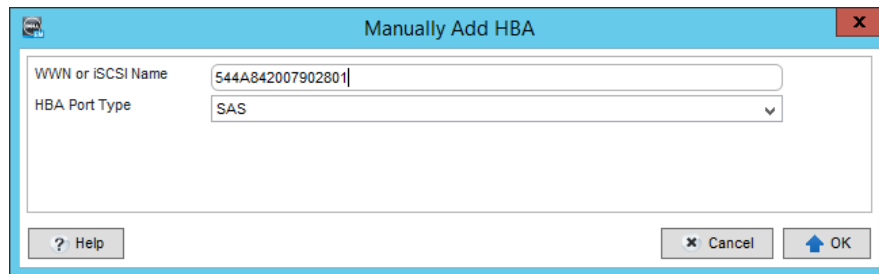 Manually Add HBA
WWN or iSCSI Name
544A842007902801
HBA Port Type
SAS
? Help
Cancel
OK